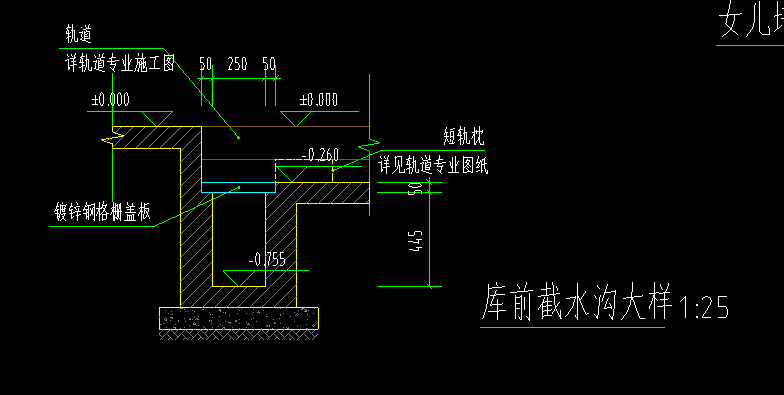 女儿
轨道
详轨道专业施工图
50 250 50
±0.000 ±0.000
短轨枕
-0.260 详见轨道专业图纸
50
镀锌钢格栅盖板
445
-0.755
库前截水沟大样 1:25